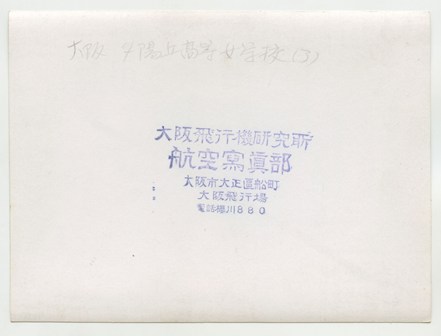 大阪 夕陽丘高等女学校(3)
大阪飛行機研究所
航空寫眞部
大阪市大正區船町
大阪飛行場
電話櫻川880